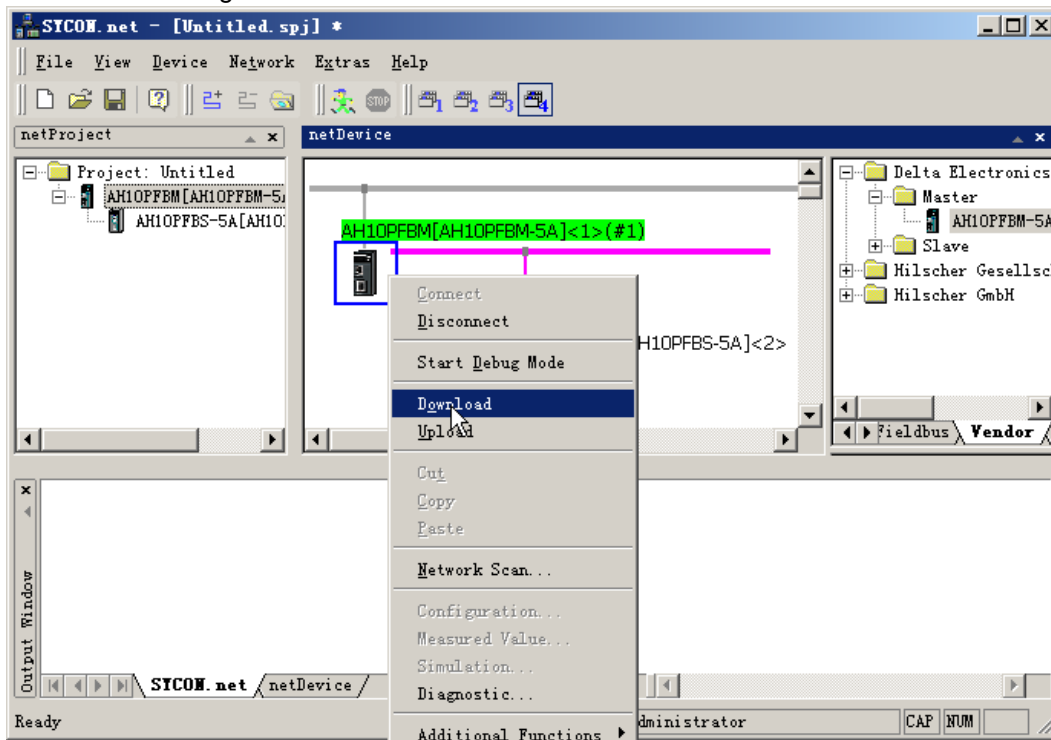 SYCON.net - [Untitled.spj] *
File View Device Network Extras Help
netProject
netDevice
Project: Untitled
AH10PFBM[AH10PFBM-5
AH10PFBS-5A[AH10
AH10PFBM[AH10PFBM-5A]<1>(#1)
H10PFBS-5A]<2>
Delta Electronics
Master
AH10PFBM-5A
Slave
Hilscher Gesellsc
Hilscher GmbH
Fieldbus Vendor
Connect
Disconnect
Start Debug Mode
Download
Upload
Cut
Copy
Paste
Network Scan...
Configuration...
Measured Value...
Simulation...
Diagnostic...
Additional Functions
Output Window
SYCON.net netDevice
Ready
dministrator
CAP NUM